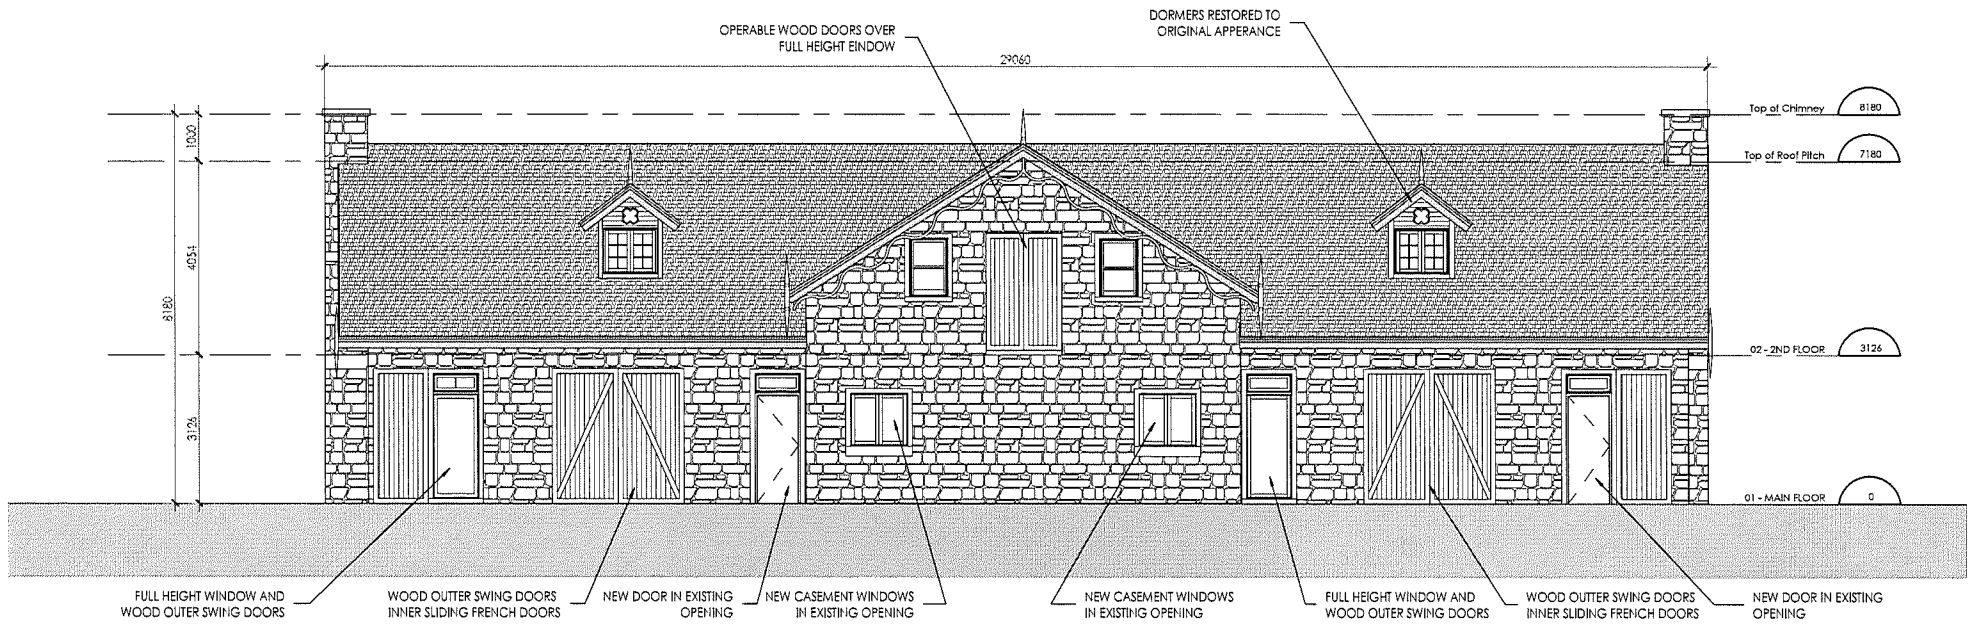 DORMERS RESTORED TO
ORIGINAL APPERANCE
OPERABLE WOOD DOORS OVER
FULL HEIGHT EINDOW
29060
Top of Chimney 8180
Top of Roof Pitch 7180
02 - 2ND FLOOR 3126
01 - MAIN FLOOR 0
1000
4054
8180
3126
FULL HEIGHT WINDOW AND
WOOD OUTER SWING DOORS
WOOD OUTTER SWING DOORS
INNER SLIDING FRENCH DOORS
NEW DOOR IN EXISTING
OPENING
NEW CASEMENT WINDOWS
IN EXISTING OPENING
NEW CASEMENT WINDOWS
IN EXISTING OPENING
FULL HEIGHT WINDOW AND
WOOD OUTER SWING DOORS
WOOD OUTTER SWING DOORS
INNER SLIDING FRENCH DOORS
NEW DOOR IN EXISTING
OPENING